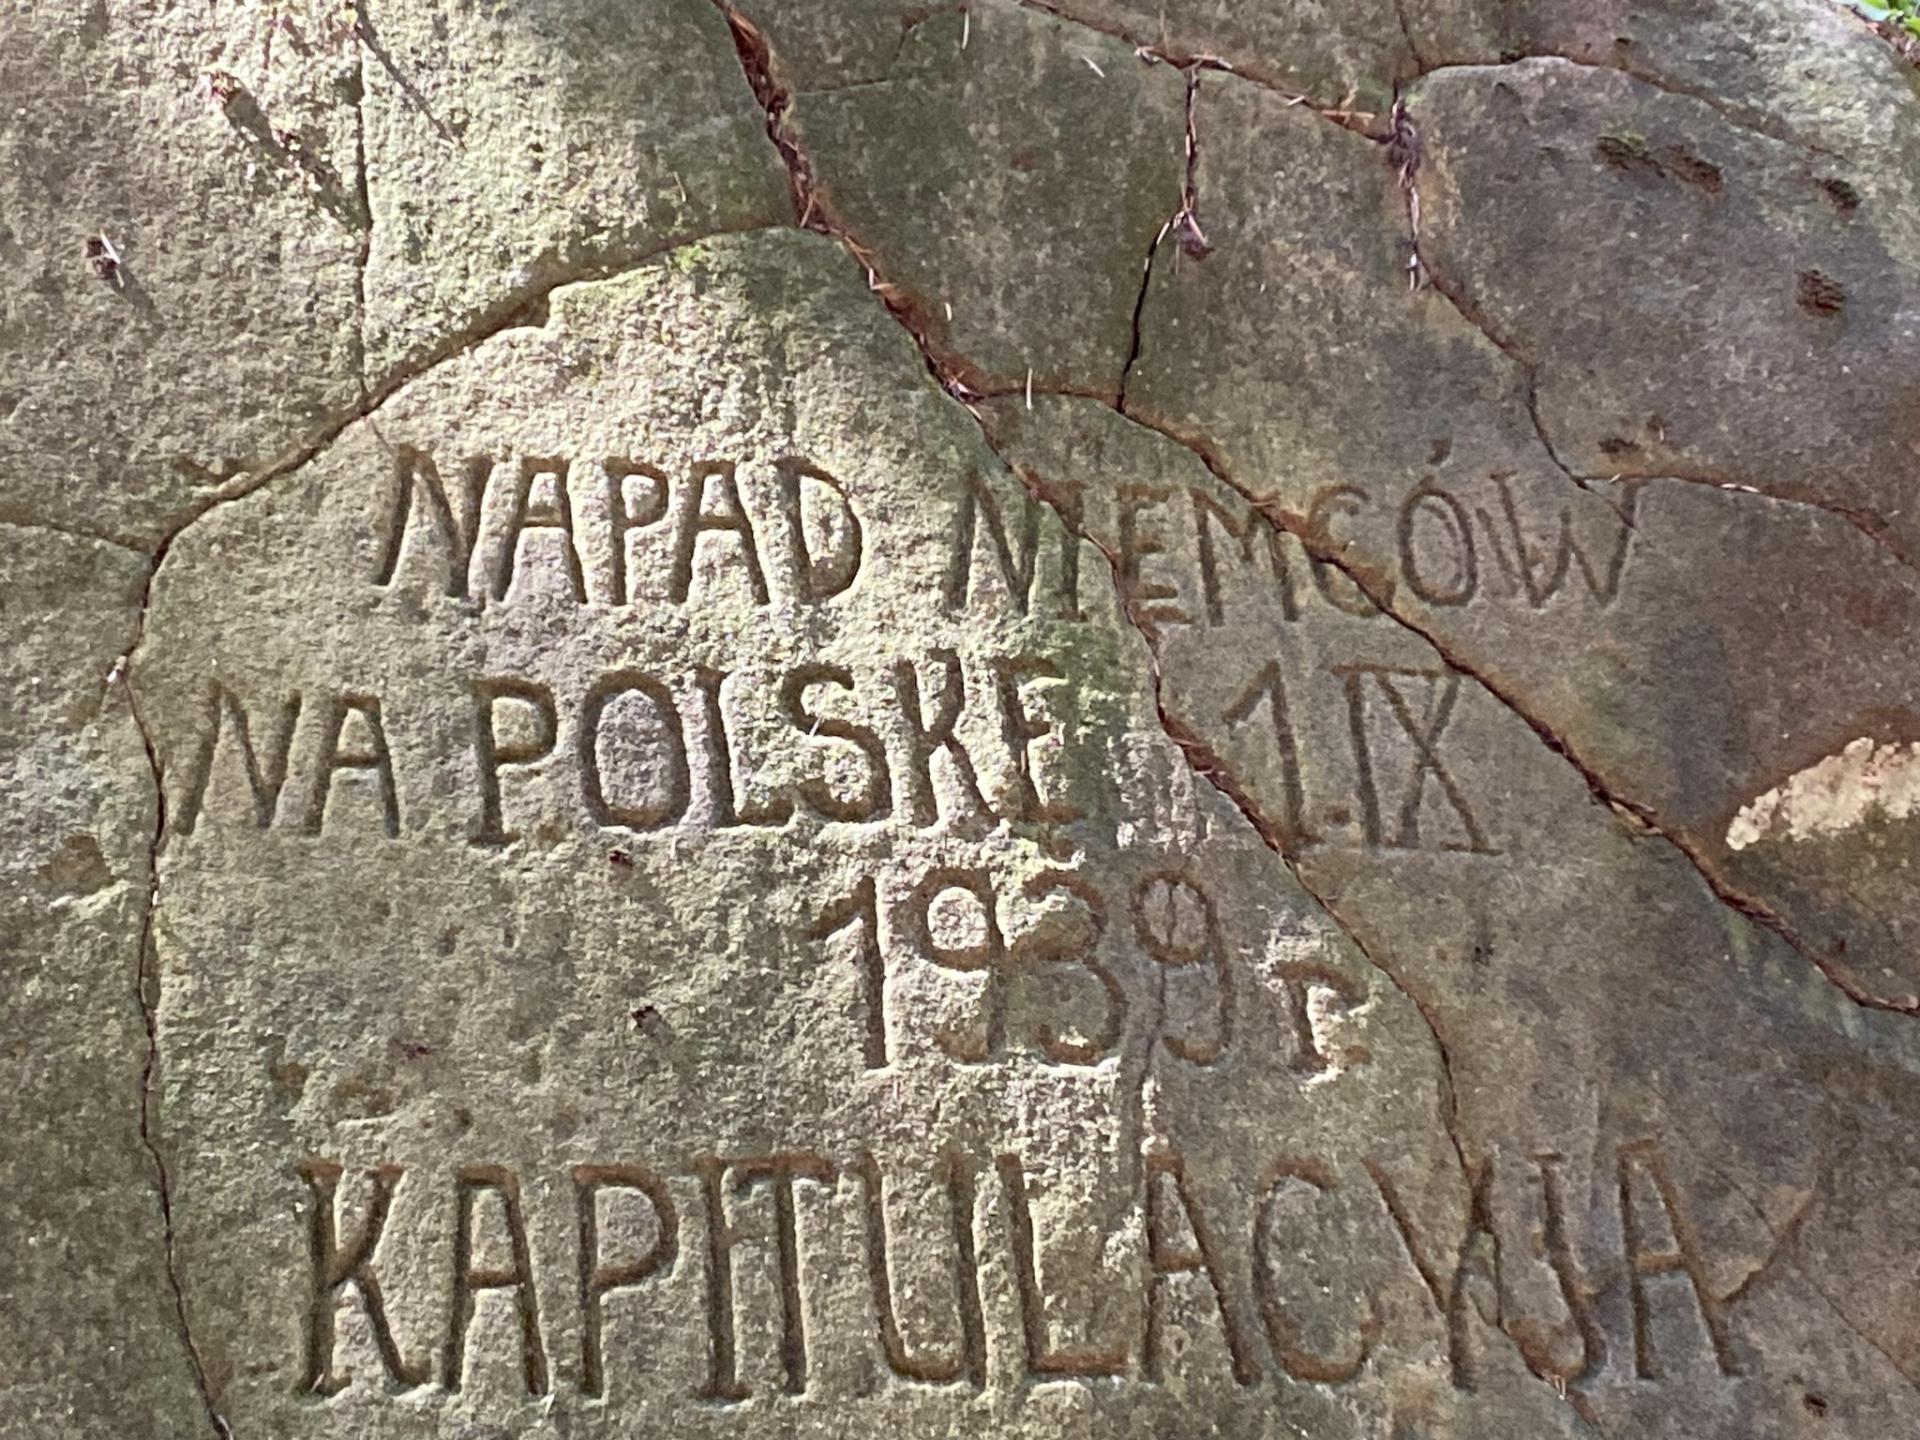 NAPAD NIEMCÓW
NA POLSKE 1.IX
1939 r
KAPITULACYJA